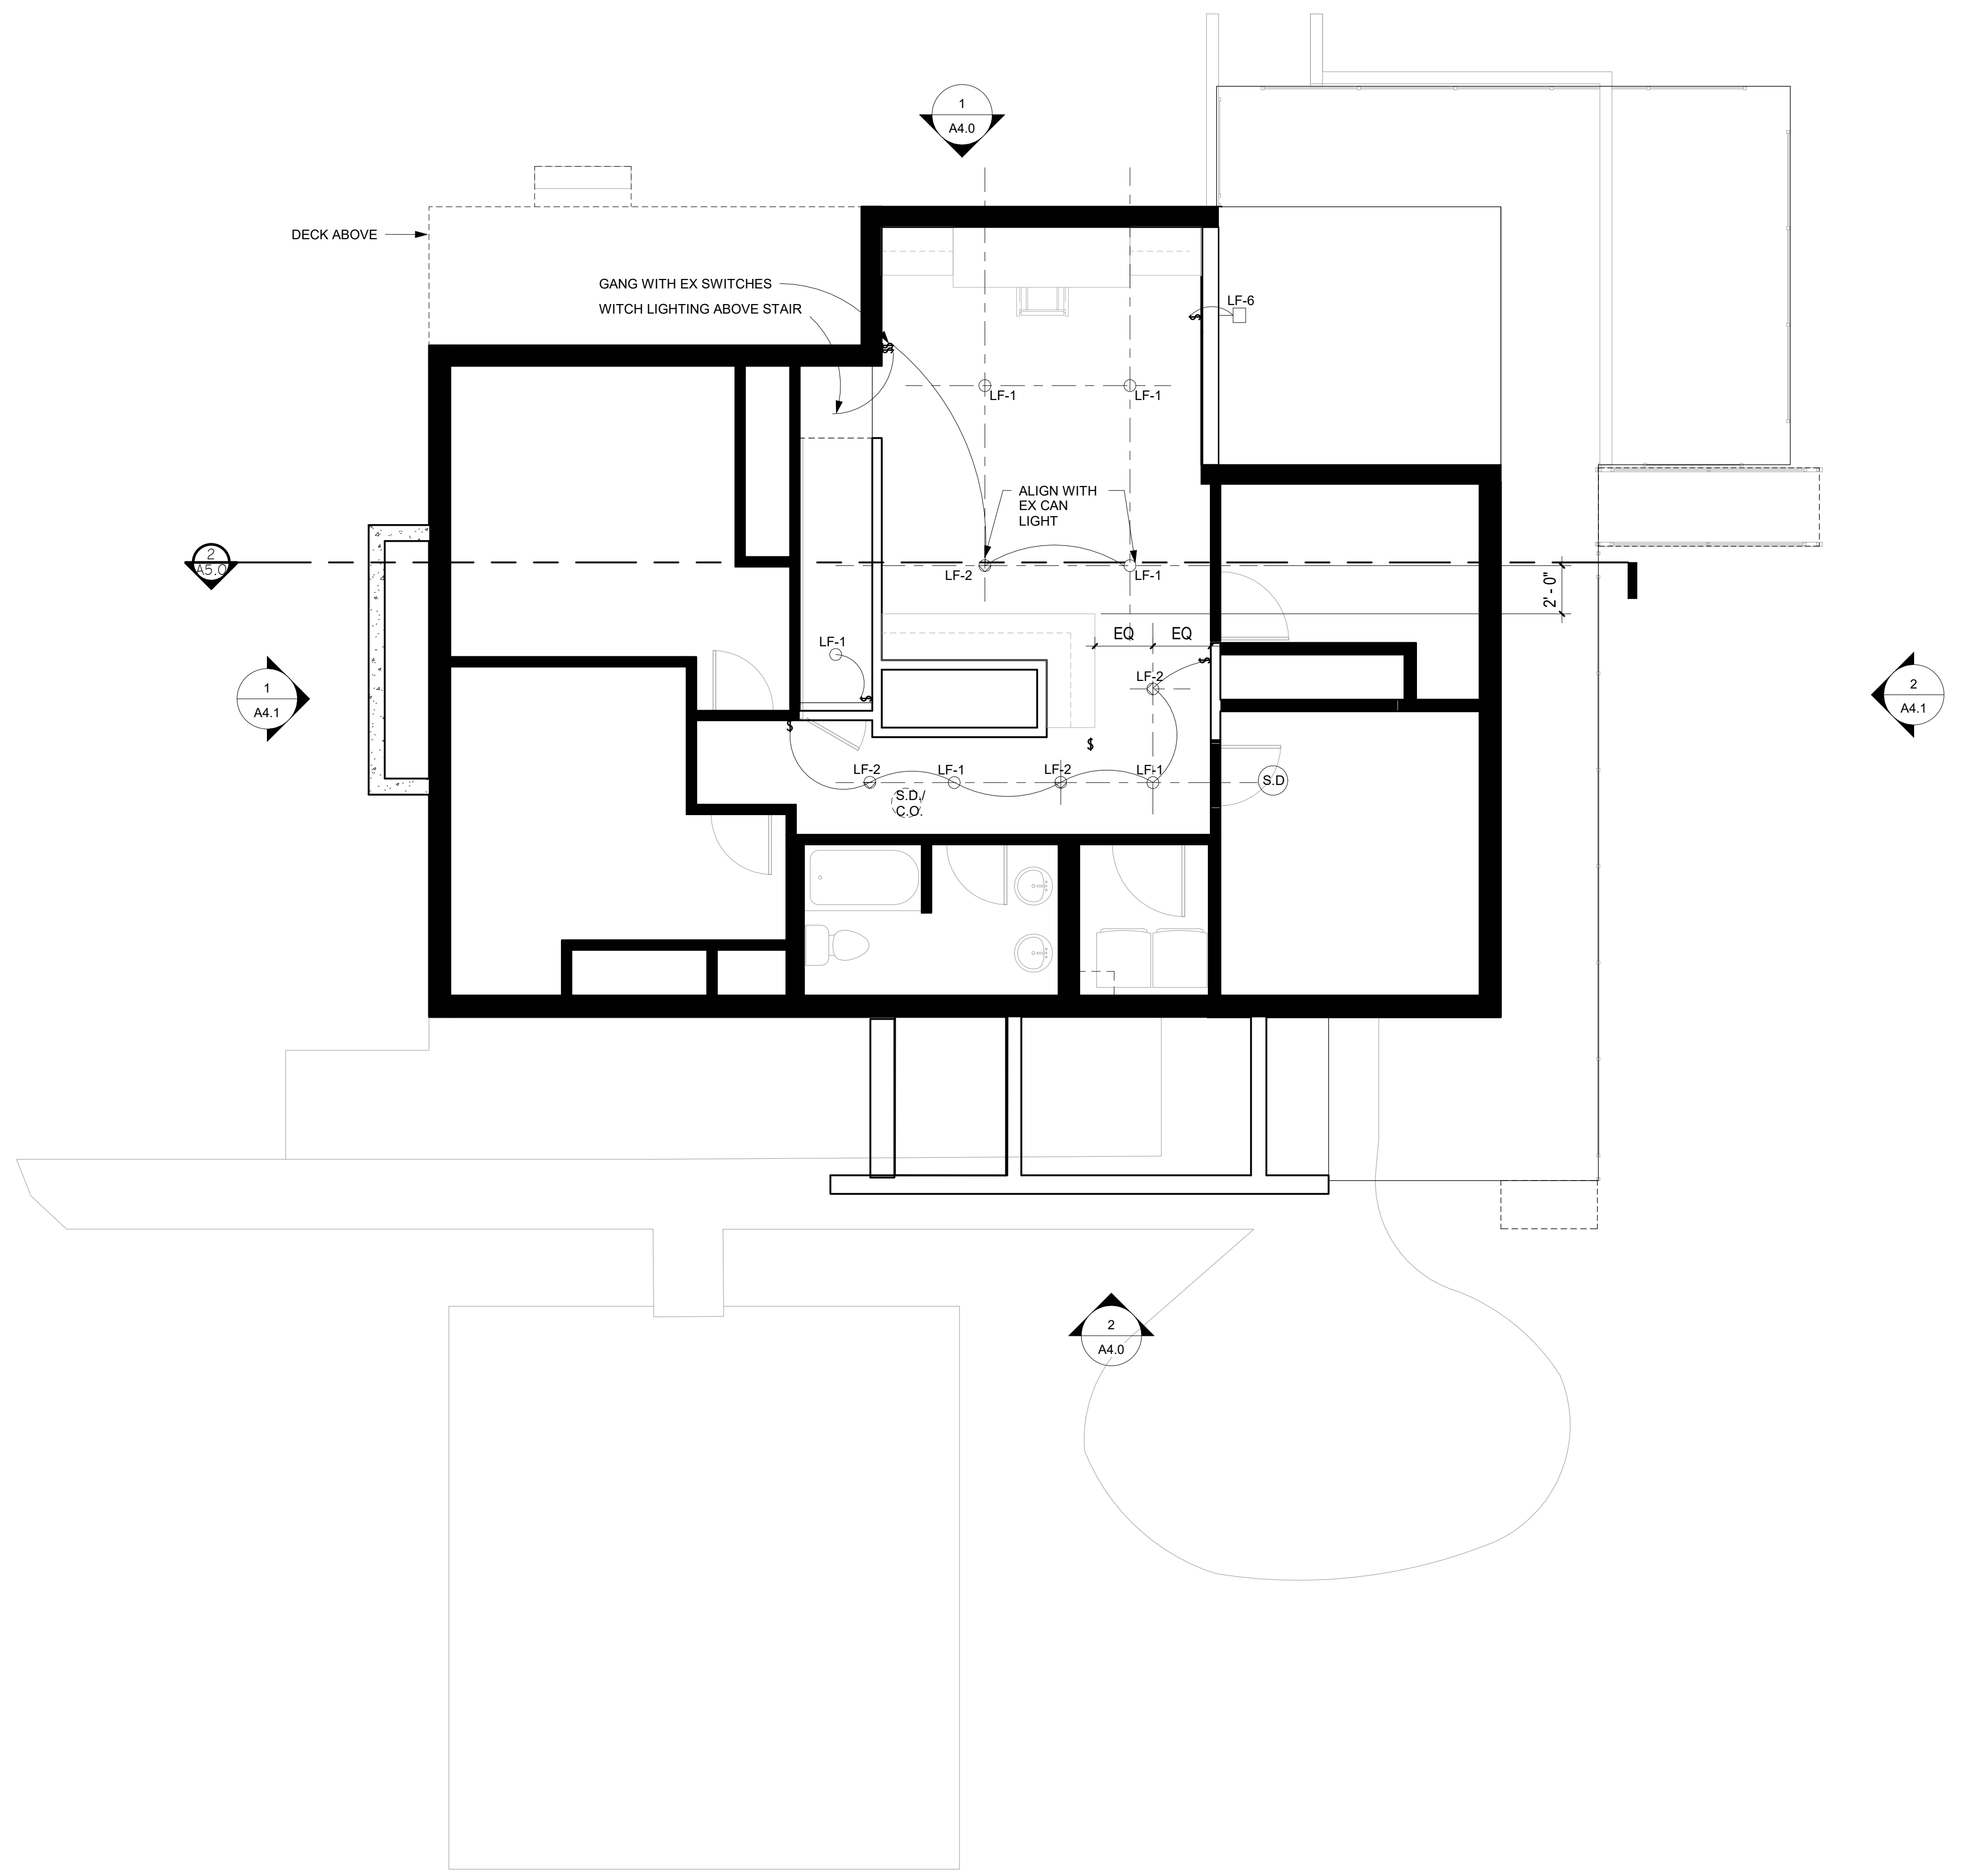 1
A4.0
DECK ABOVE
GANG WITH EX SWITCHES
WITCH LIGHTING ABOVE STAIR
LF-6
$
$
LF-1
LF-1
ALIGN WITH
EX CAN
LIGHT
2
A5.0
LF-2
LF-1
2' - 0"
EQ
EQ
LF-1
$
LF-2
$
1
A4.1
2
A4.1
$
$
LF-2
LF-1
LF-2
LF-1
S.D
S.D./
C.O.
2
A4.0